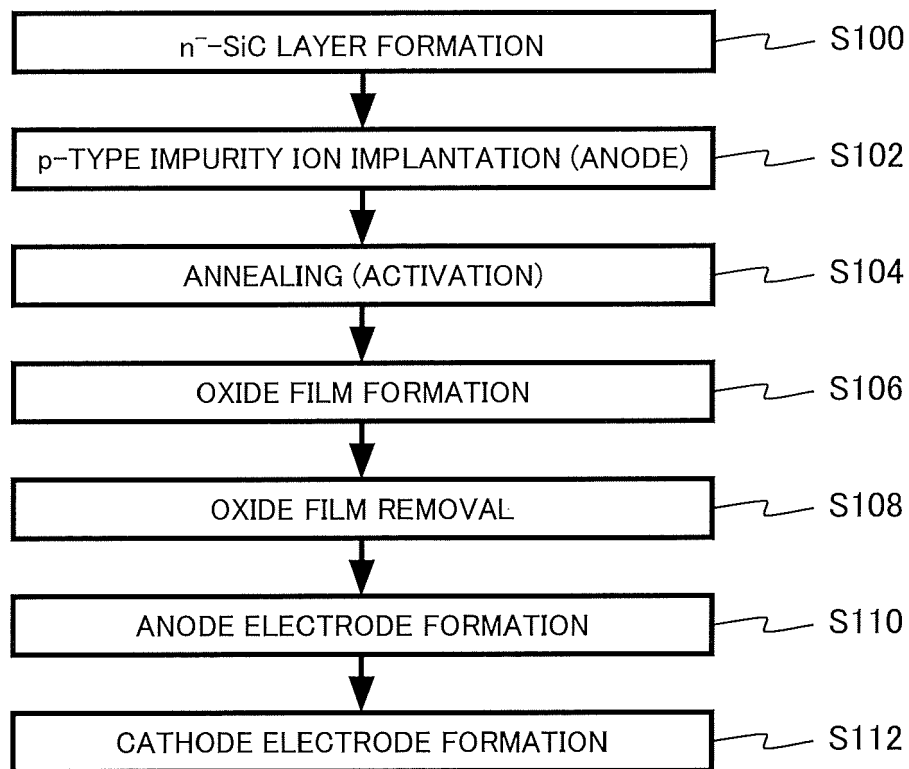 n⁻-SiC LAYER FORMATION S100
p-TYPE IMPURITY ION IMPLANTATION (ANODE) S102
ANNEALING (ACTIVATION) S104
OXIDE FILM FORMATION S106
OXIDE FILM REMOVAL S108
ANODE ELECTRODE FORMATION S110
CATHODE ELECTRODE FORMATION S112